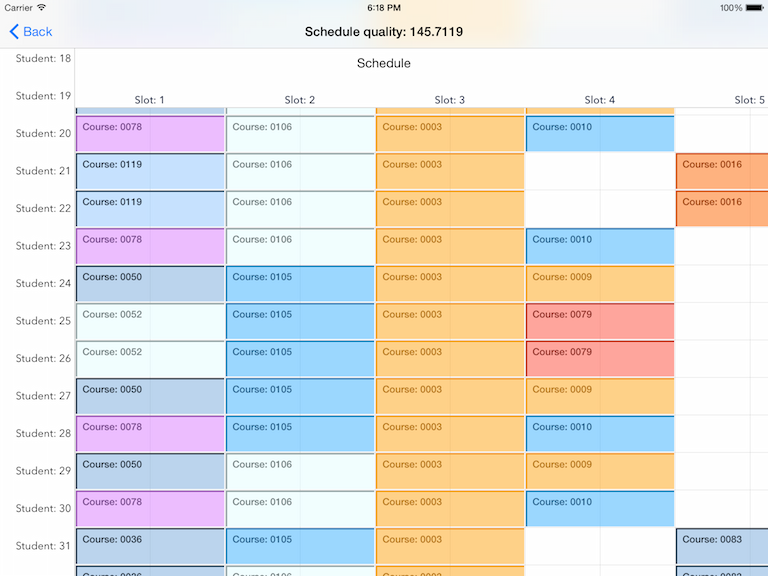 Carrier 6:18 PM 100%
Back Schedule quality: 145.7119
Student: 18
Schedule
Student: 19 Slot: 1 Slot: 2 Slot: 3 Slot: 4 Slot: 5
Student: 20 Course: 0078 Course: 0106 Course: 0003 Course: 0010
Student: 21 Course: 0119 Course: 0106 Course: 0003 Course: 0016
Student: 22 Course: 0119 Course: 0106 Course: 0003 Course: 0016
Student: 23 Course: 0078 Course: 0106 Course: 0003 Course: 0010
Student: 24 Course: 0050 Course: 0105 Course: 0003 Course: 0009
Student: 25 Course: 0052 Course: 0105 Course: 0003 Course: 0079
Student: 26 Course: 0052 Course: 0105 Course: 0003 Course: 0079
Student: 27 Course: 0050 Course: 0105 Course: 0003 Course: 0009
Student: 28 Course: 0078 Course: 0105 Course: 0003 Course: 0010
Student: 29 Course: 0050 Course: 0106 Course: 0003 Course: 0009
Student: 30 Course: 0078 Course: 0106 Course: 0003 Course: 0010
Student: 31 Course: 0036 Course: 0105 Course: 0003 Course: 0083